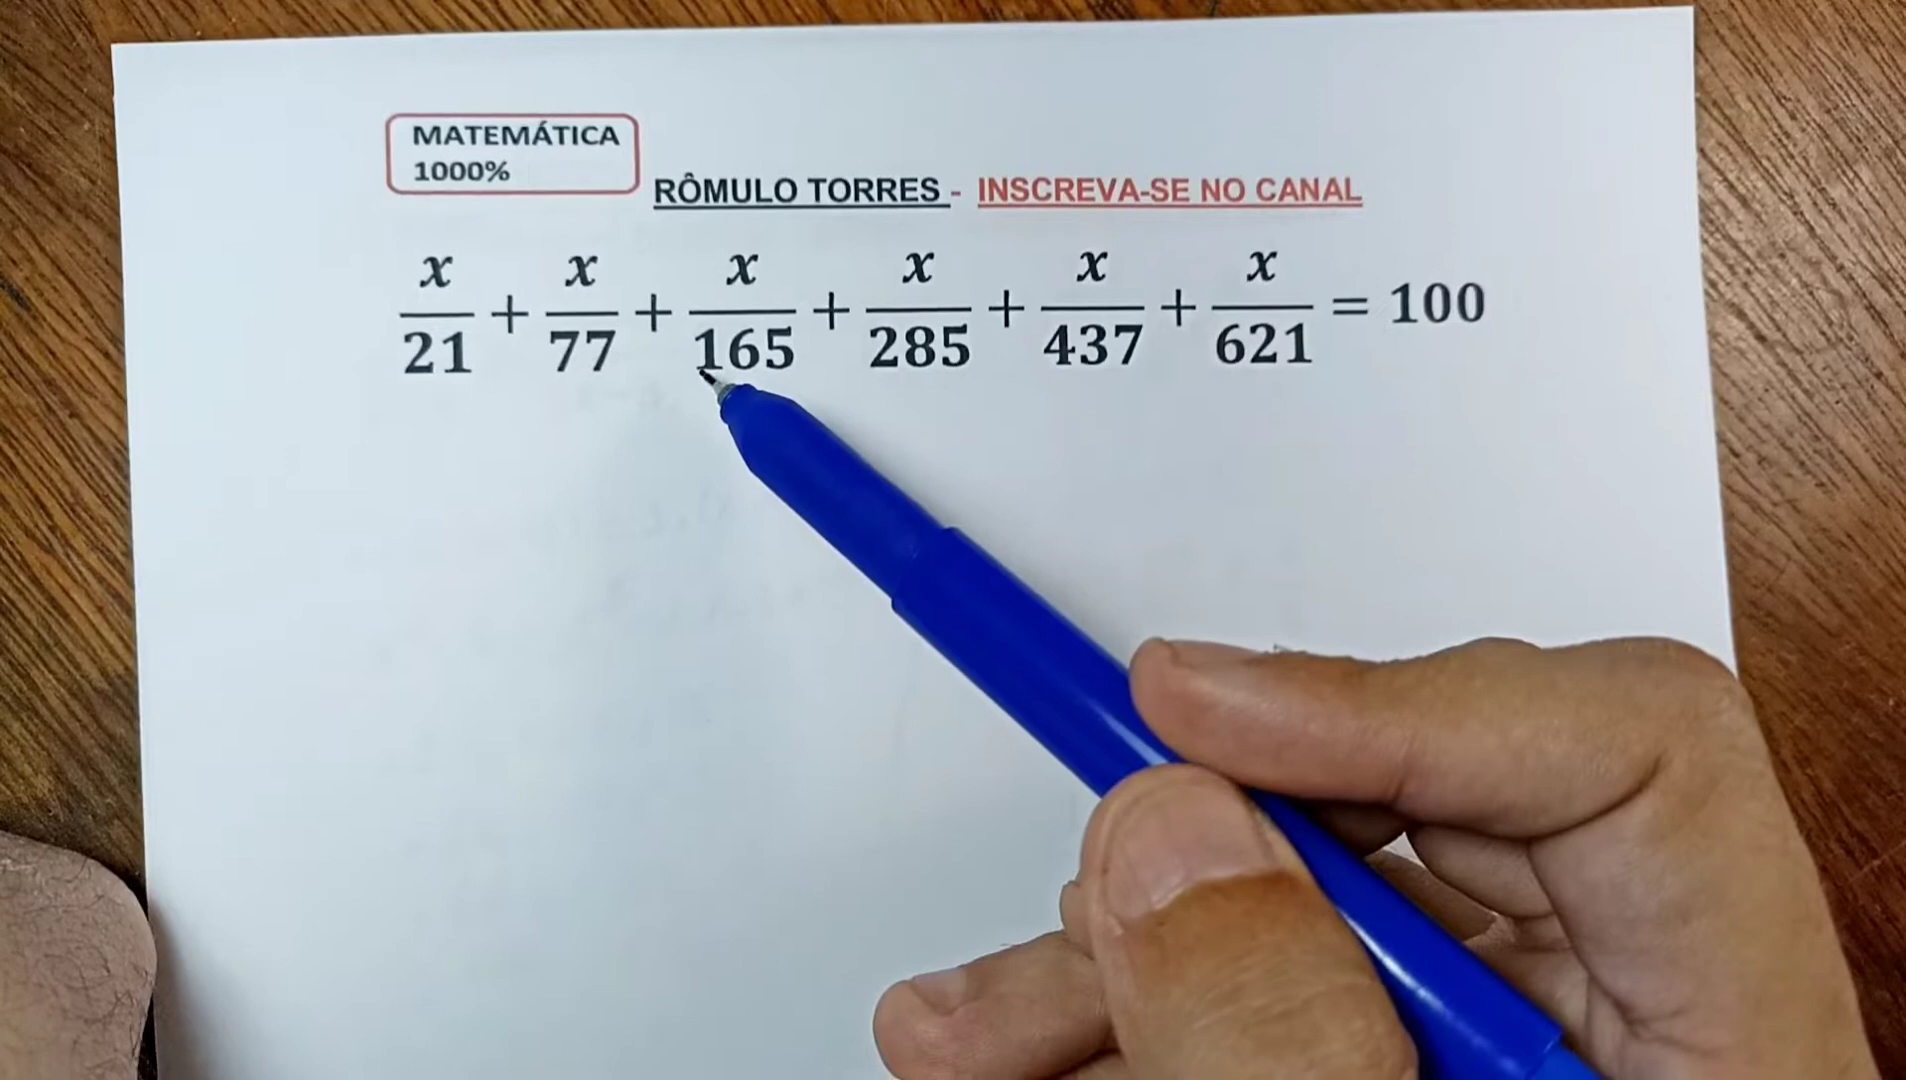 MATEMÁTICA
1000%
RÔMULO TORRES - INSCREVA-SE NO CANAL
x/21 + x/77 + x/165 + x/285 + x/437 + x/621 = 100